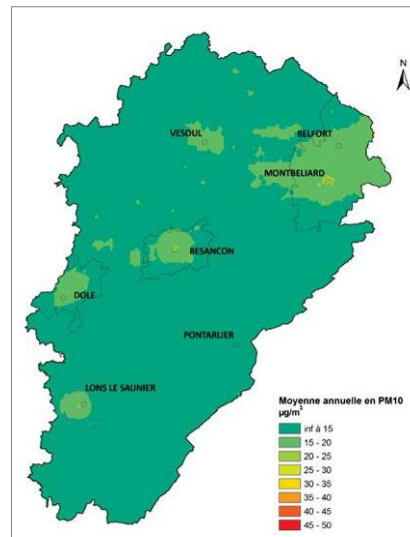 N
VESOUL
BELFORT
MONTBELIARD
BESANCON
DOLE
PONTARLIER
LONS LE SAUNIER
Moyenne annuelle en PM10
µg/m³
inf à 15
15 - 20
20 - 25
25 - 30
30 - 35
35 - 40
40 - 45
45 - 50